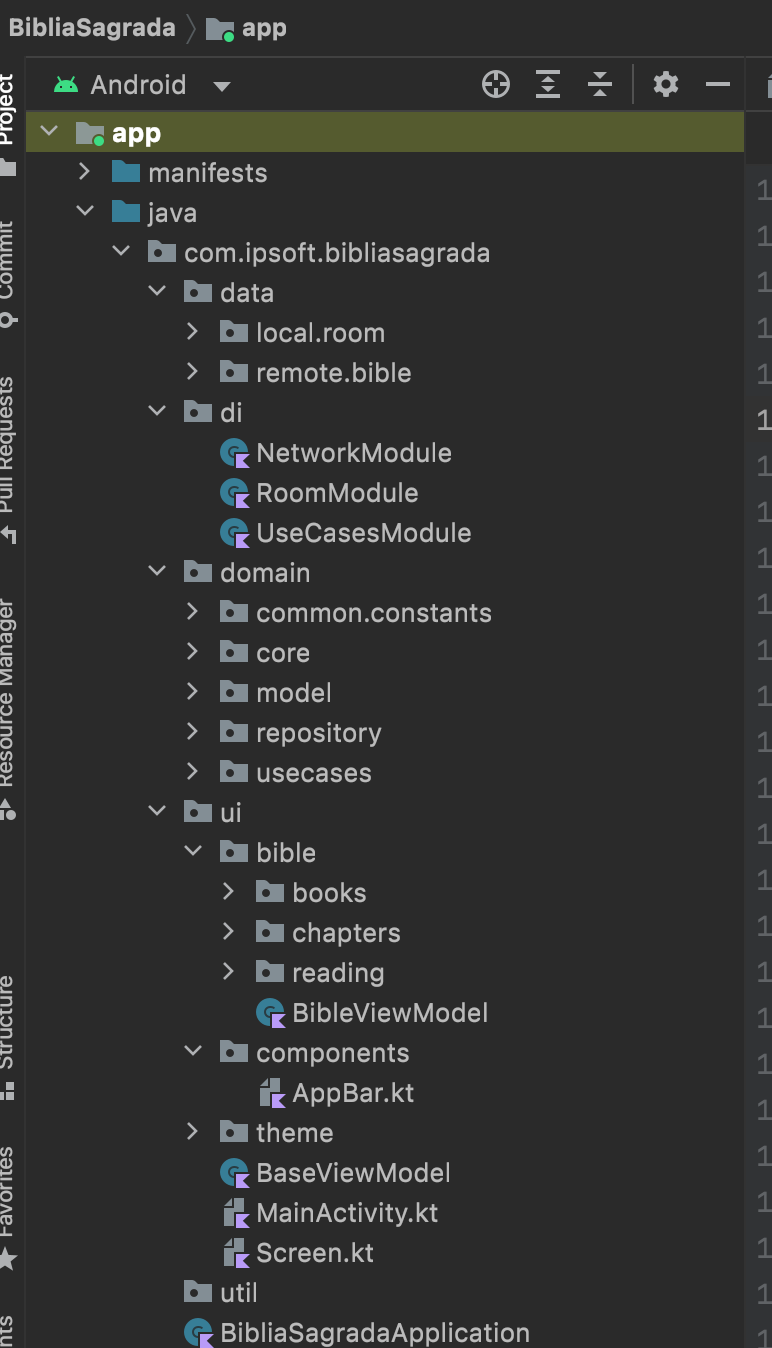 BibliaSagrada app
Android
Project
app
manifests
java
Commit
com.ipsoft.bibliasagrada
data
local.room
remote.bible
Pull Requests
di
NetworkModule
RoomModule
UseCasesModule
domain
common.constants
Resource Manager
core
model
repository
usecases
ui
bible
books
chapters
reading
Structure
BibleViewModel
components
AppBar.kt
theme
Favorites
BaseViewModel
MainActivity.kt
Screen.kt
util
BibliaSagradaApplication